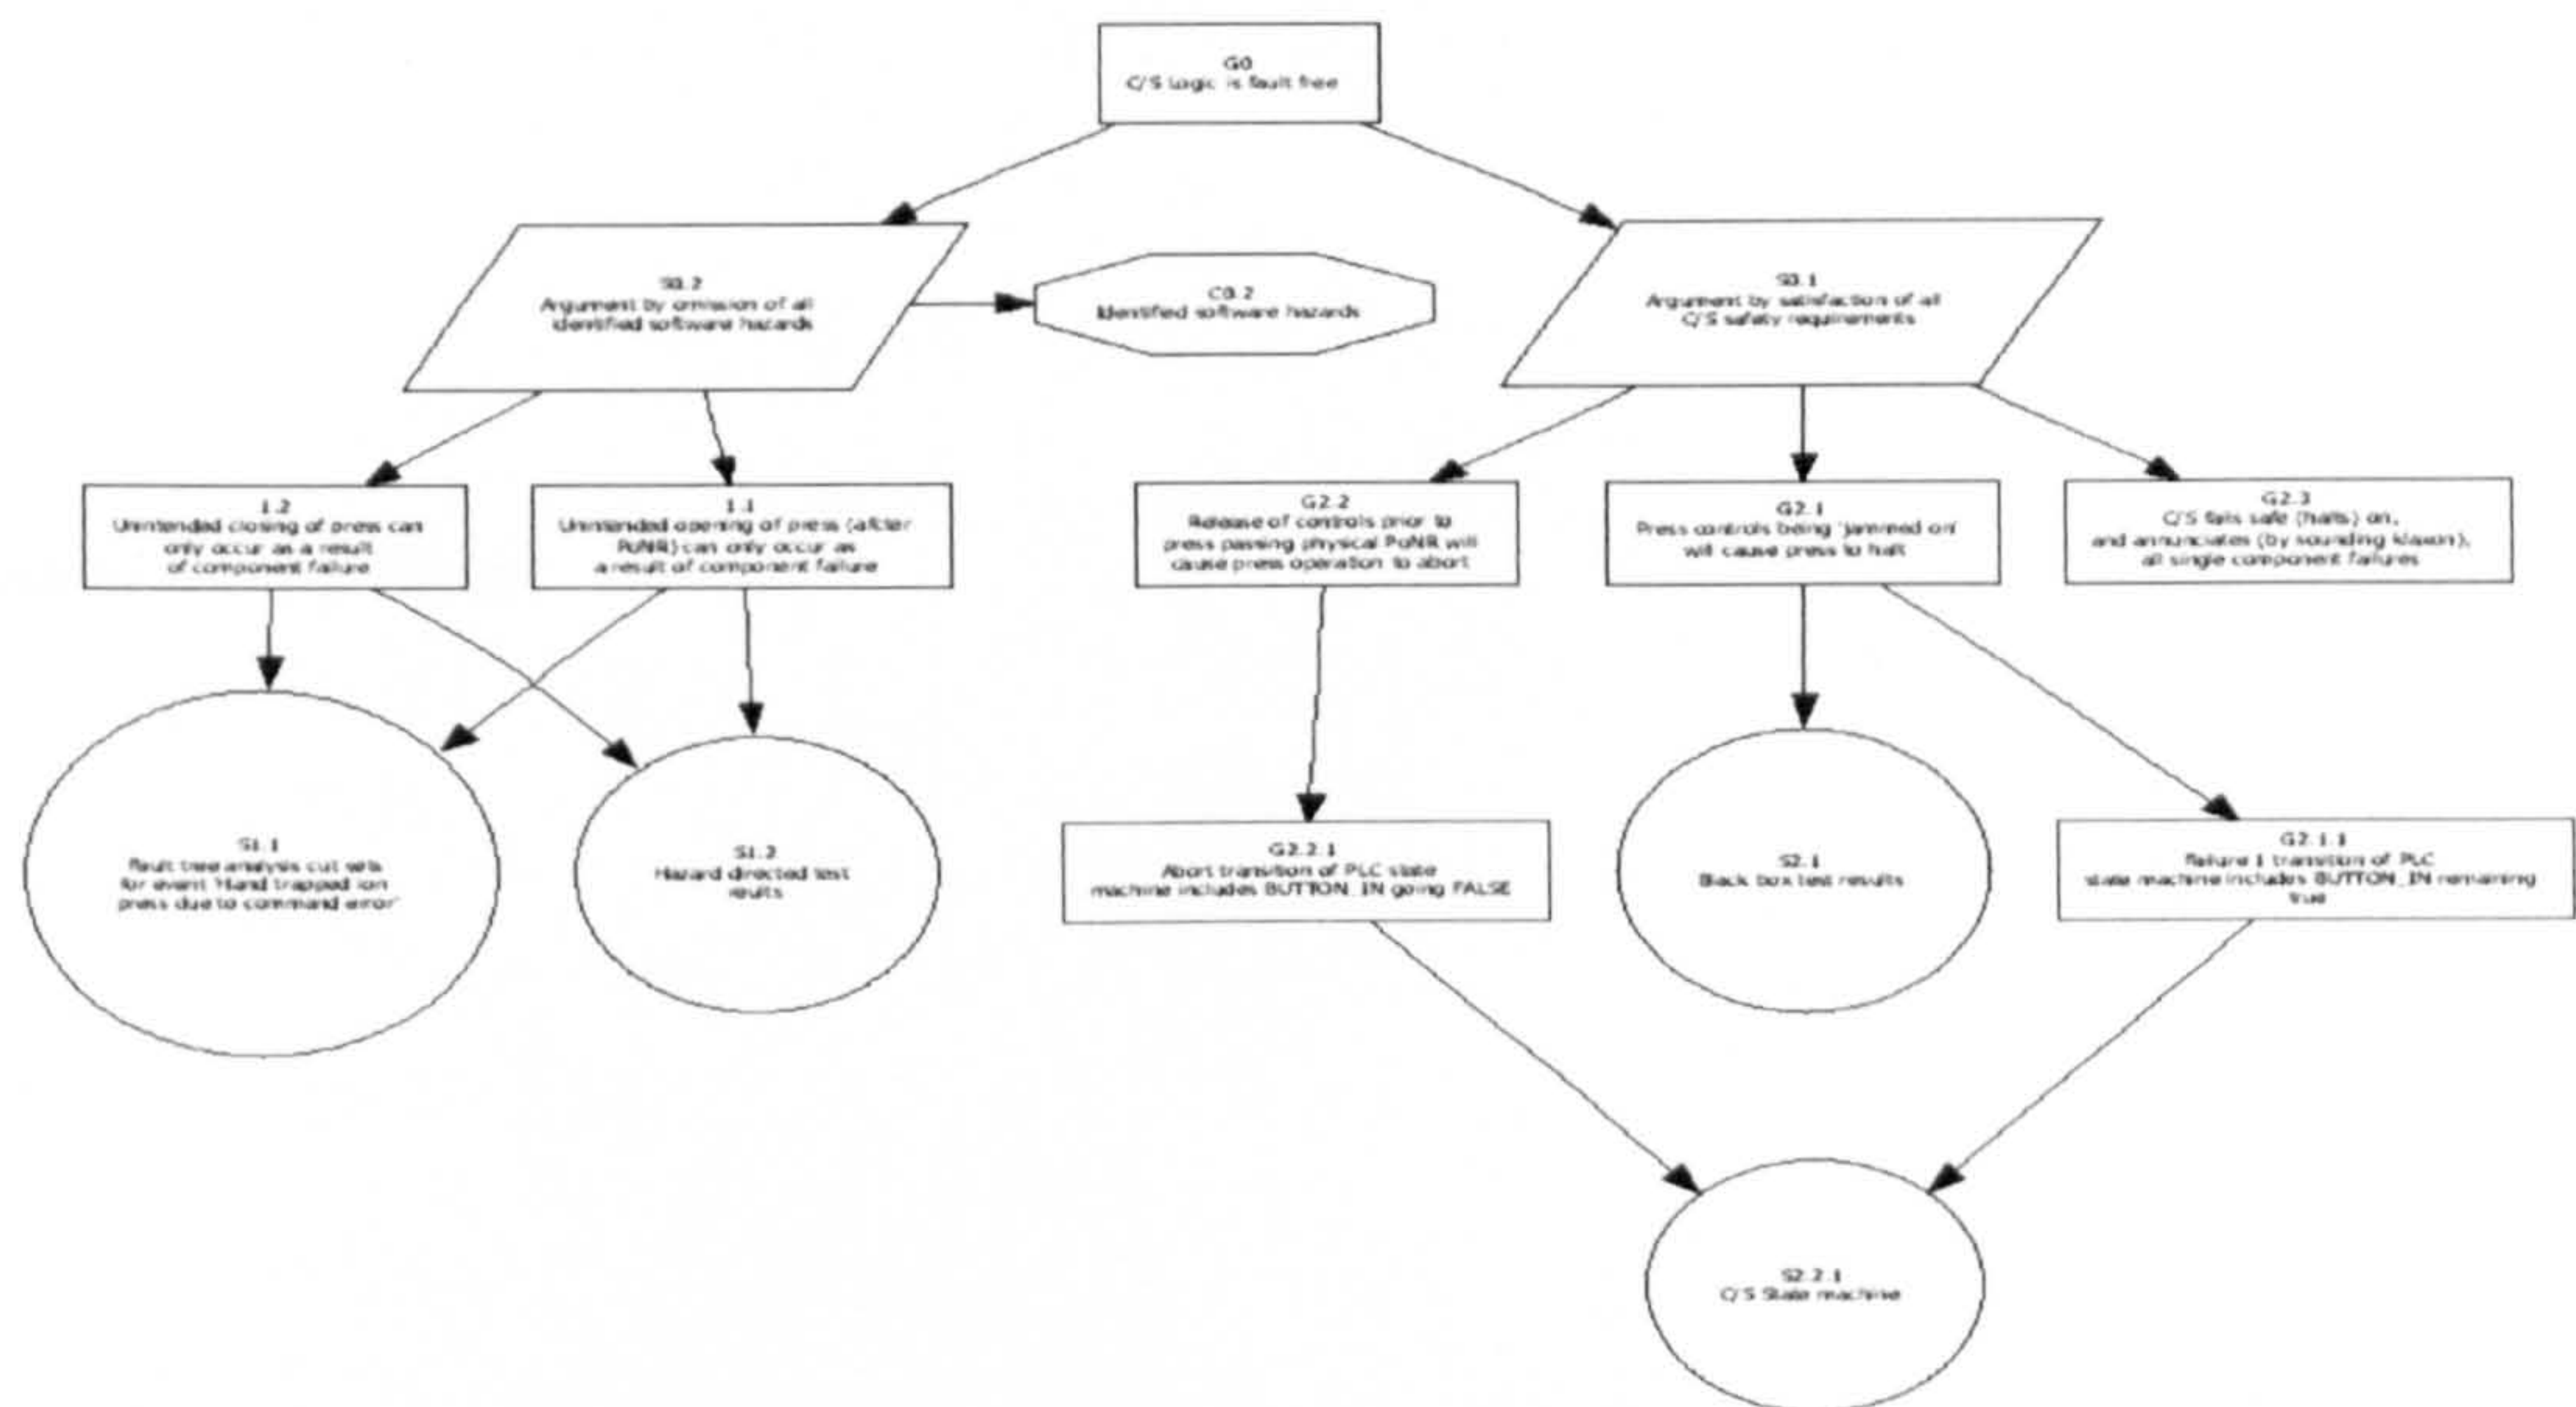 G0
C/S Logic is fault free
S0.2
Argument by omission of all
identified software hazards
C0.2
Identified software hazards
S0.1
Argument by satisfaction of all
C/S safety requirements
1.2
Unintended closing of press can
only occur as a result
of component failure
1.1
Unintended opening of press (afcter
PoNR) can only occur as
a result of component failure
G2.2
Release of controls prior to
press passing physical PoNR will
cause press operation to abort
G2.1
Press controls being 'jammed on'
will cause press to halt
G2.3
C/S fails safe (halts) on,
and annunciates (by sounding klaxon),
all single component failures
S1.1
Fault tree analysis cut sets
for event 'Hand trapped ion
press due to command error'
S1.2
Hazard directed test
reults
G2.2.1
Abort transition of PLC state
machine includes BUTTON_IN going FALSE
S2.1
Black box test results
G2.1.1
Failure 1 transition of PLC
state machine includes BUTTON_IN remaining
true
S2.2.1
C/S State machine